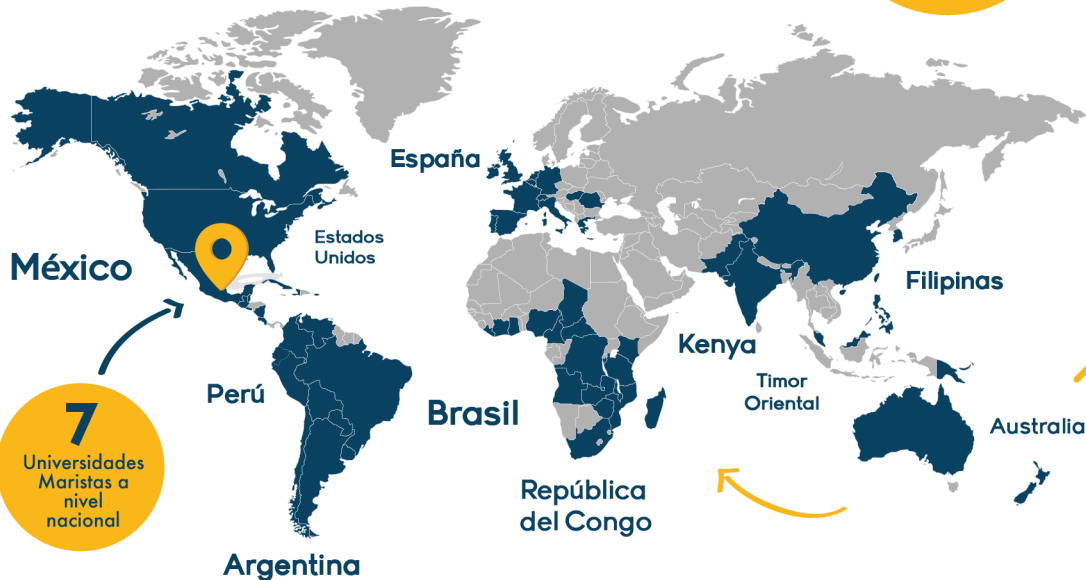 España
Estados
Unidos
México
Filipinas
Kenya
Perú
Timor
Oriental
Brasil
Australia
7
Universidades
Maristas a
nivel
nacional
República
del Congo
Argentina